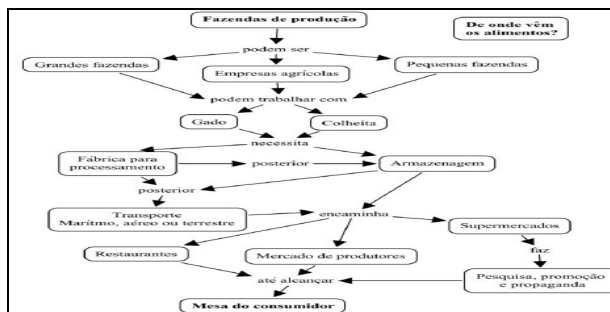 Fazendas de produção
De onde vêm
os alimentos?
podem ser
Grandes fazendas
Empresas agrícolas
Pequenas fazendas
podem trabalhar com
Gado
Colheita
necessita
Fábrica para
processamento
posterior
Armazenagem
posterior
Transporte
Marítmo, aéreo ou terrestre
encaminha
Supermercados
Restaurantes
Mercado de produtores
faz
até alcançar
Pesquisa, promoção
e propaganda
Mesa do consumidor